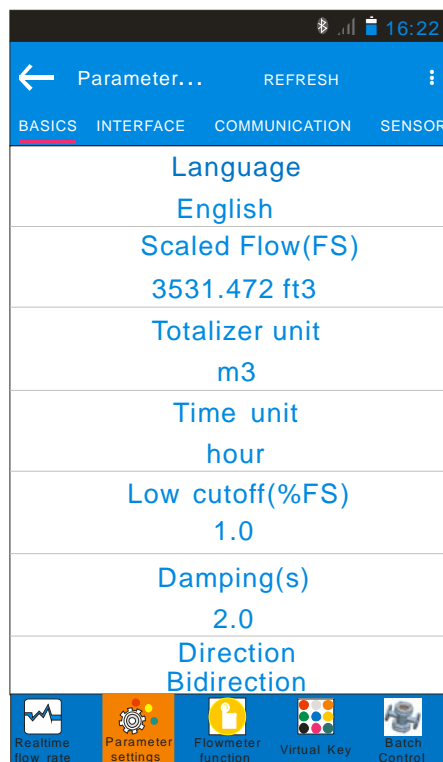 16:22
Parameter... REFRESH
BASICS INTERFACE COMMUNICATION SENSOR
Language
English
Scaled Flow(FS)
3531.472 ft3
Totalizer unit
m3
Time unit
hour
Low cutoff(%FS)
1.0
Damping(s)
2.0
Direction
Bidirection
Realtime flow rate
Parameter settings
Flowmeter function
Virtual Key
Batch Control